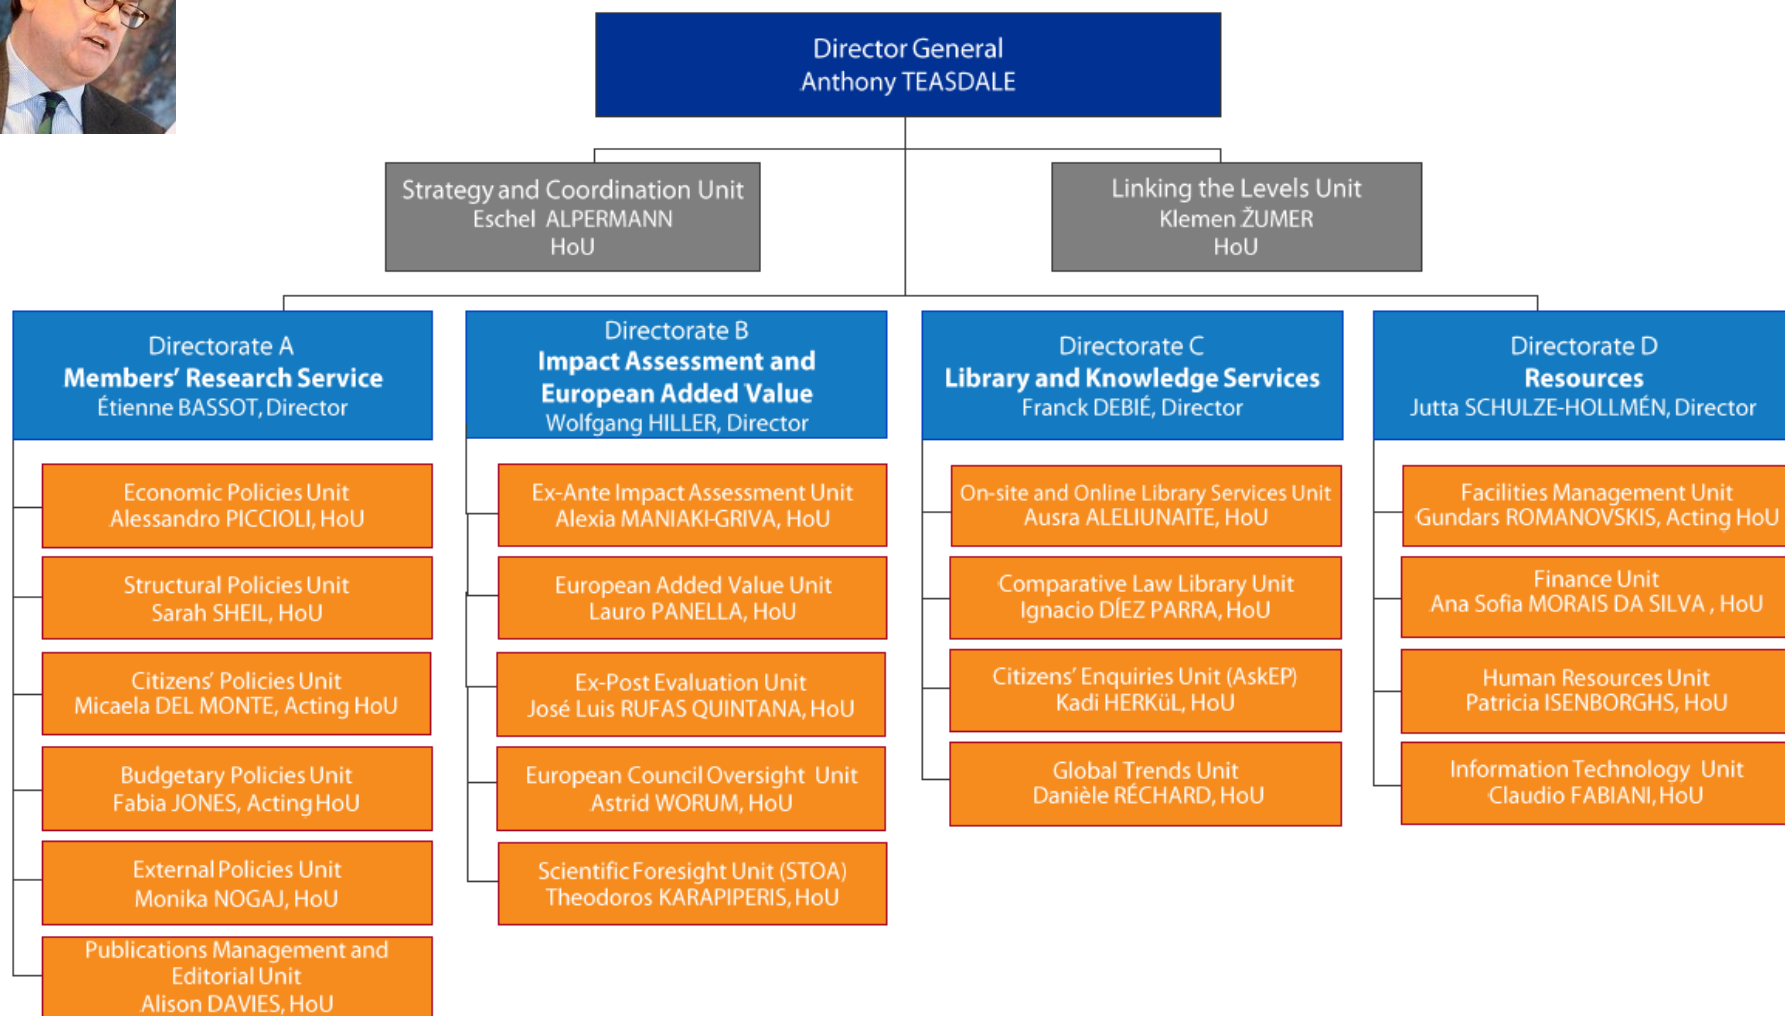 Director General
Anthony TEASDALE
Strategy and Coordination Unit
Eschel ALPERMANN
HoU
Linking the Levels Unit
Klemen ŽUMER
HoU
Directorate A
Members’ Research Service
Étienne BASSOT, Director
Economic Policies Unit
Alessandro PICCIOLI, HoU
Structural Policies Unit
Sarah SHEIL, HoU
Citizens’ Policies Unit
Micaela DEL MONTE, Acting HoU
Budgetary Policies Unit
Fabia JONES, Acting HoU
External Policies Unit
Monika NOGAJ, HoU
Publications Management and
Editorial Unit
Alison DAVIES, HoU
Directorate B
Impact Assessment and
European Added Value
Wolfgang HILLER, Director
Ex-Ante Impact Assessment Unit
Alexia MANIAKI-GRIVA, HoU
European Added Value Unit
Lauro PANELLA, HoU
Ex-Post Evaluation Unit
José Luis RUFAS QUINTANA, HoU
European Council Oversight Unit
Astrid WORUM, HoU
Scientific Foresight Unit (STOA)
Theodoros KARAPIPERIS, HoU
Directorate C
Library and Knowledge Services
Franck DEBIÉ, Director
On-site and Online Library Services Unit
Ausra ALELIUNAITE, HoU
Comparative Law Library Unit
Ignacio DÍEZ PARRA, HoU
Citizens’ Enquiries Unit (AskEP)
Kadi HERKüL, HoU
Global Trends Unit
Danièle RÉCHARD, HoU
Directorate D
Resources
Jutta SCHULZE-HOLLMÉN, Director
Facilities Management Unit
Gundars ROMANOVSKIS, Acting HoU
Finance Unit
Ana Sofia MORAIS DA SILVA , HoU
Human Resources Unit
Patricia ISENBORGHS, HoU
Information Technology Unit
Claudio FABIANI, HoU